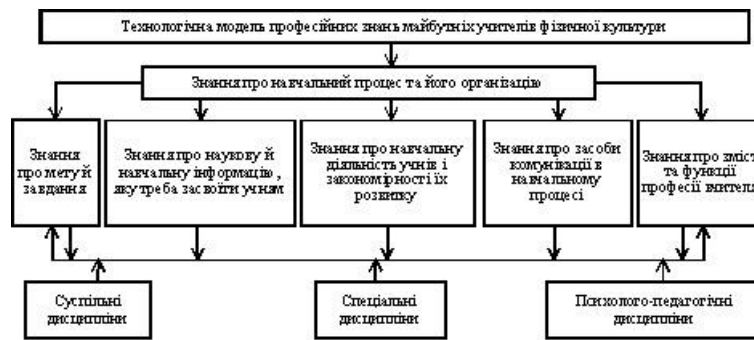 Технологічна модель професійних знань майбутніх учителів фізичної культури
Знання про навчальний процес та його організацію
Знання
про мету й
завдання
Знання про наукову й
навчальну інформацію ,
яку треба засвоїти учням
Знання про навчальну
діяльність учнів і
закономірності їх
розвитку
Знання про засоби
комунікації в
навчальному
процесі
Знання про зміст
та функції
професії вчителя
Суспільні
дисципліни
Спеціальні
дисципліни
Психолого-педагогічні
дисципліни